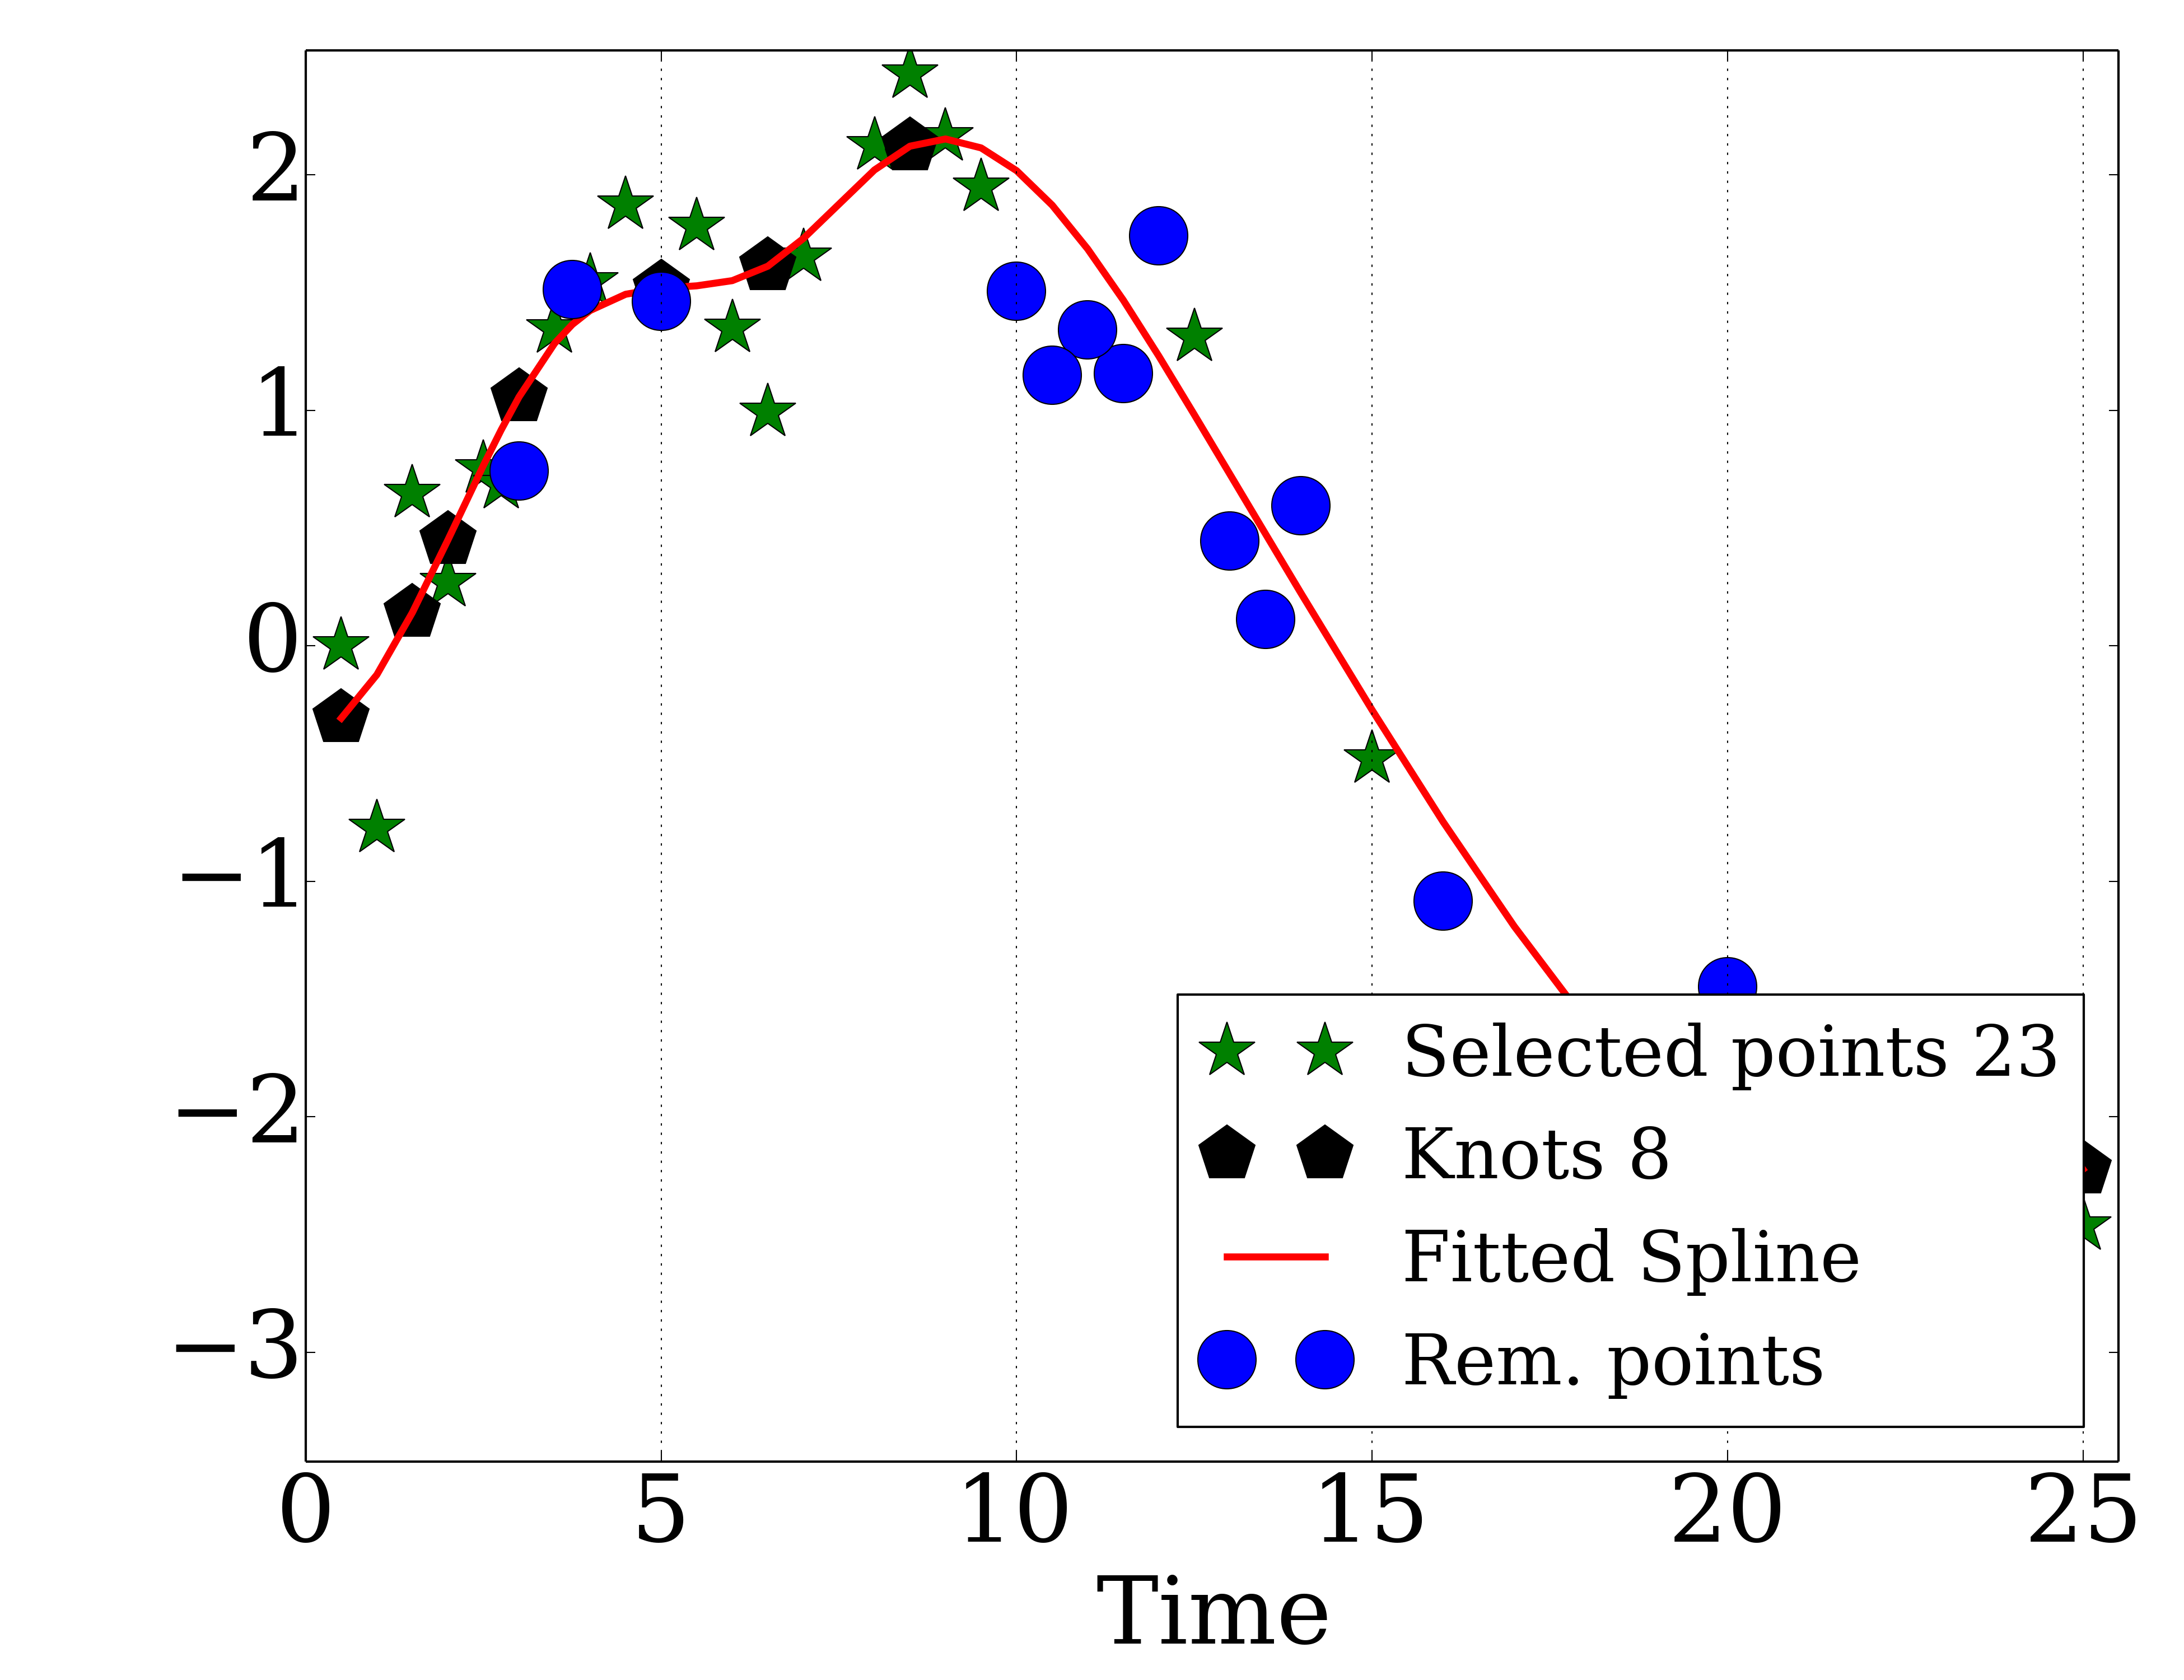 2
1
0
−1
−2
−3
Selected points 23
Knots 8
Fitted Spline
Rem. points
0 5 10 15 20 25
Time